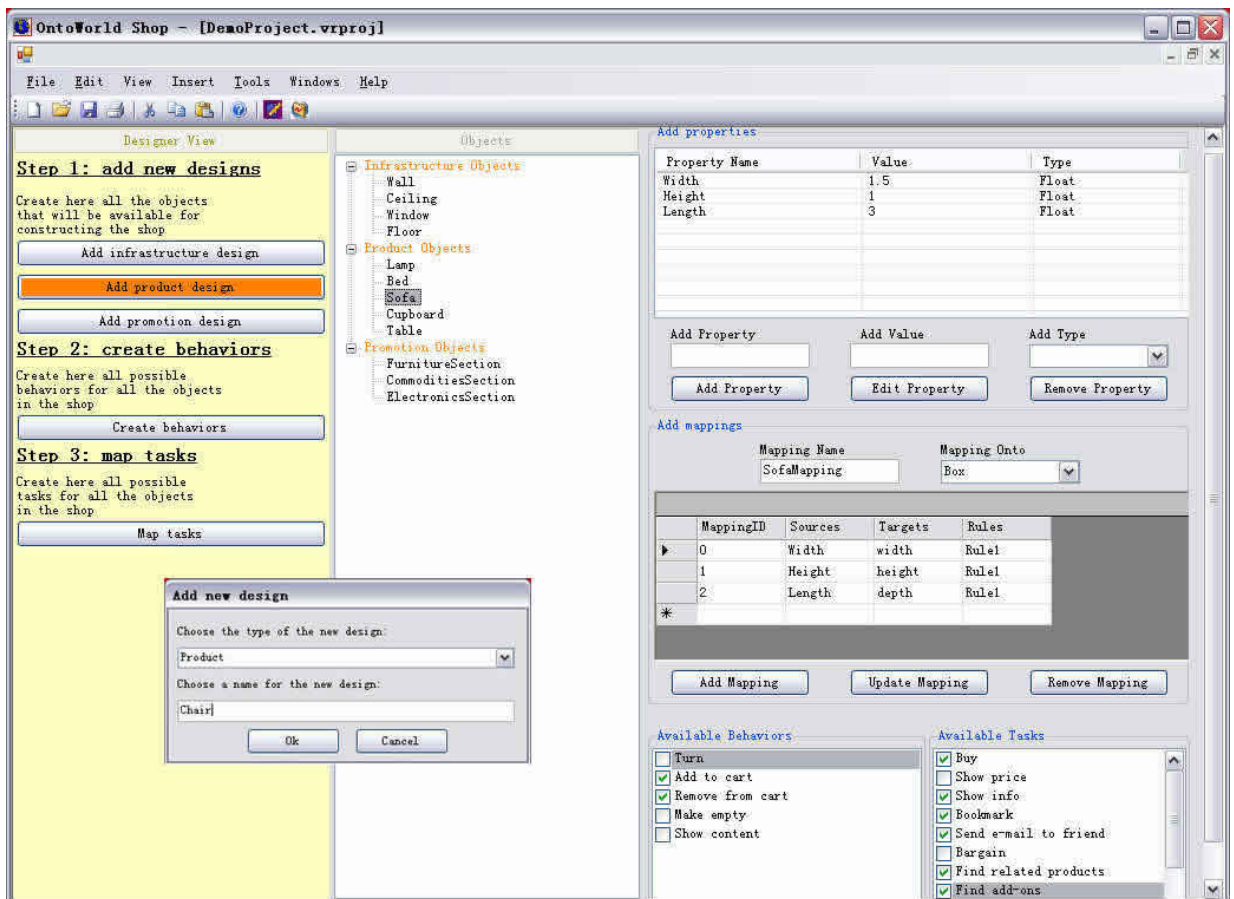 OntoWorld Shop - [DemoProject.vrproj]
File Edit View Insert Tools Windows Help
Designer View
Step 1: add new designs
Create here all the objects
that will be available for
constructing the shop
Add infrastructure design
Add product design
Add promotion design
Step 2: create behaviors
Create here all possible
behaviors for all the objects
in the shop
Create behaviors
Step 3: map tasks
Create here all possible
tasks for all the objects
in the shop
Map tasks
Objects
Infrastructure Objects
Wall
Ceiling
Window
Floor
Product Objects
Lamp
Bed
Sofa
Cupboard
Table
Promotion Objects
FurnitureSection
CommoditiesSection
ElectronicsSection
Add new design
Choose the type of the new design:
Product
Choose a name for the new design:
Chair
Ok Cancel
Add properties
Property Name Value Type
Width 1.5 Float
Height 1 Float
Length 3 Float
Add Property Add Value Add Type
Add Property Edit Property Remove Property
Add mappings
Mapping Name Mapping Onto
SofaMapping Box
MappingID Sources Targets Rules
0 Width width Rule1
1 Height height Rule1
2 Length depth Rule1
Add Mapping Update Mapping Remove Mapping
Available Behaviors
Turn
Add to cart
Remove from cart
Make empty
Show content
Available Tasks
Buy
Show price
Show info
Bookmark
Send e-mail to friend
Bargain
Find related products
Find add-ons